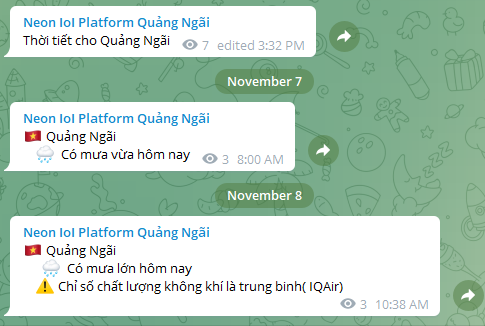 Neon IoI Platform Quảng Ngãi
Thời tiết cho Quảng Ngãi 7 edited 3:32 PM
November 7
Neon IoI Platform Quảng Ngãi
Quảng Ngãi
Có mưa vừa hôm nay 3 8:00 AM
November 8
Neon IoI Platform Quảng Ngãi
Quảng Ngãi
Có mưa lớn hôm nay
Chỉ số chất lượng không khí là trung binh( IQAir)
3 10:38 AM